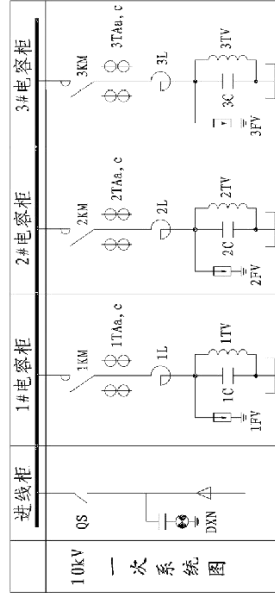 10kV
一次系统图
进线柜
QS
DXN
1#电容柜
1KM
1TAa,c
1L
1C
1TV
1FV
2#电容柜
2KM
2TAa,c
2L
2C
2TV
2FV
3#电容柜
3KM
3TAa,c
3L
3C
3TV
3FV